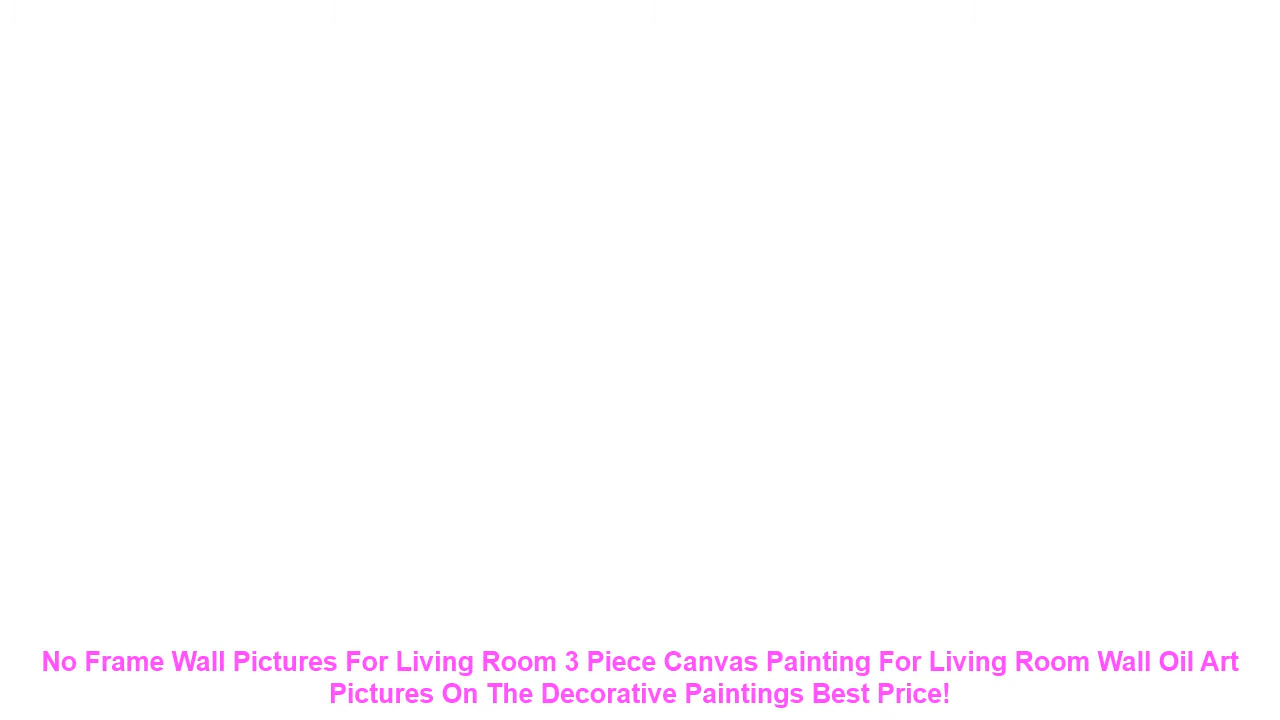 No Frame Wall Pictures For Living Room 3 Piece Canvas Painting For Living Room Wall Oil Art
Pictures On The Decorative Paintings Best Price!